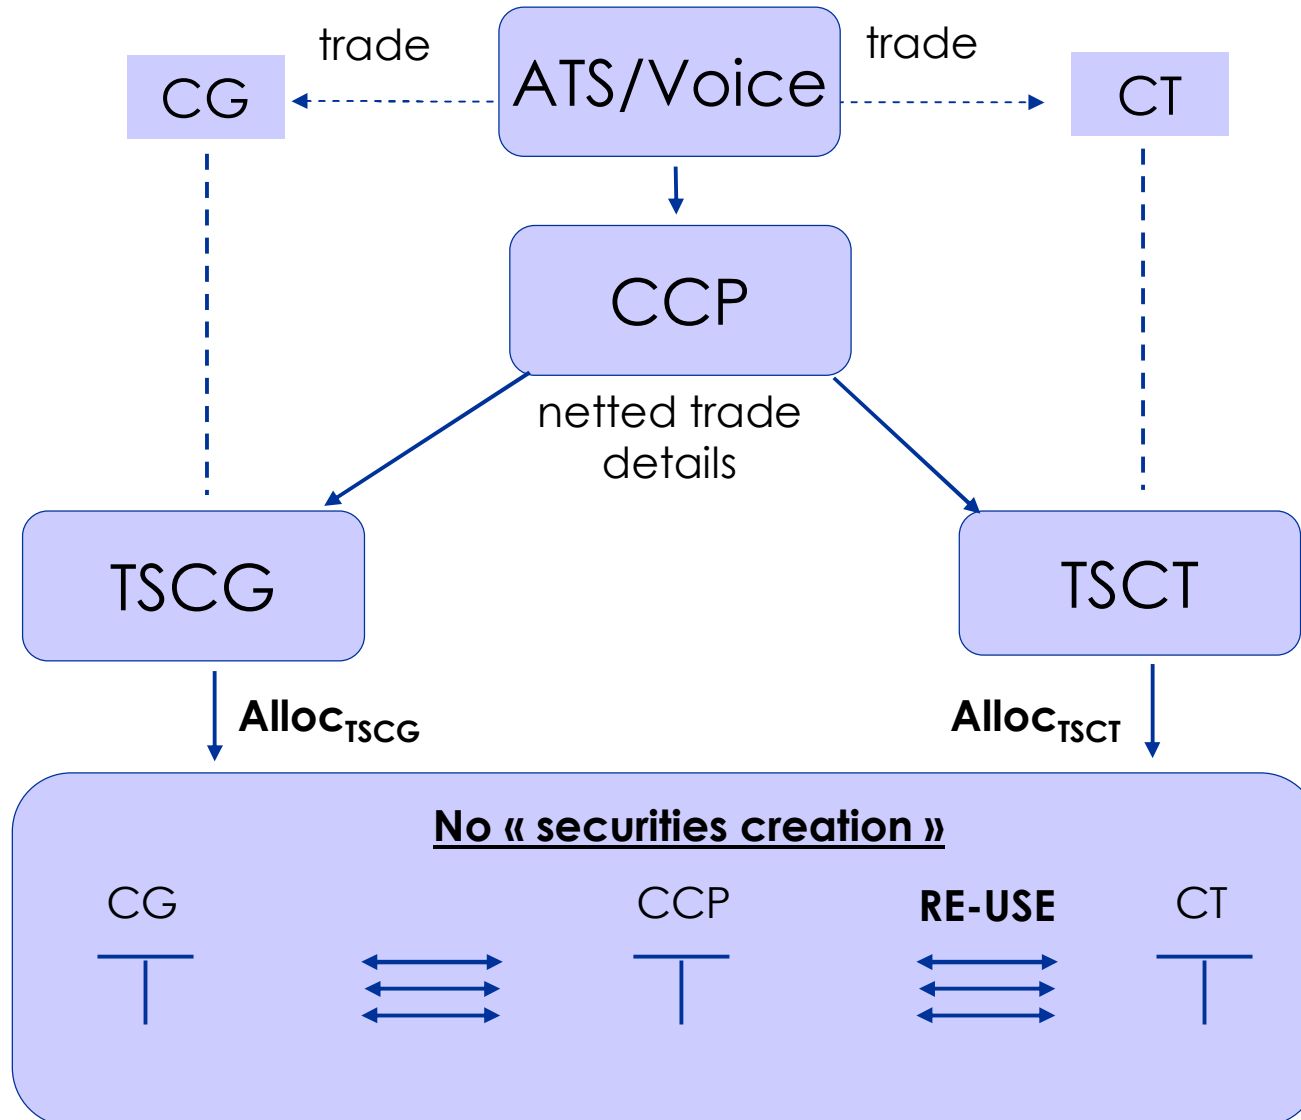 trade
trade
CG
ATS/Voice
CT
CCP
netted trade
details
TSCG
TSCT
AllocTSCG
AllocTSCT
No « securities creation »
CG
CCP
RE-USE
CT